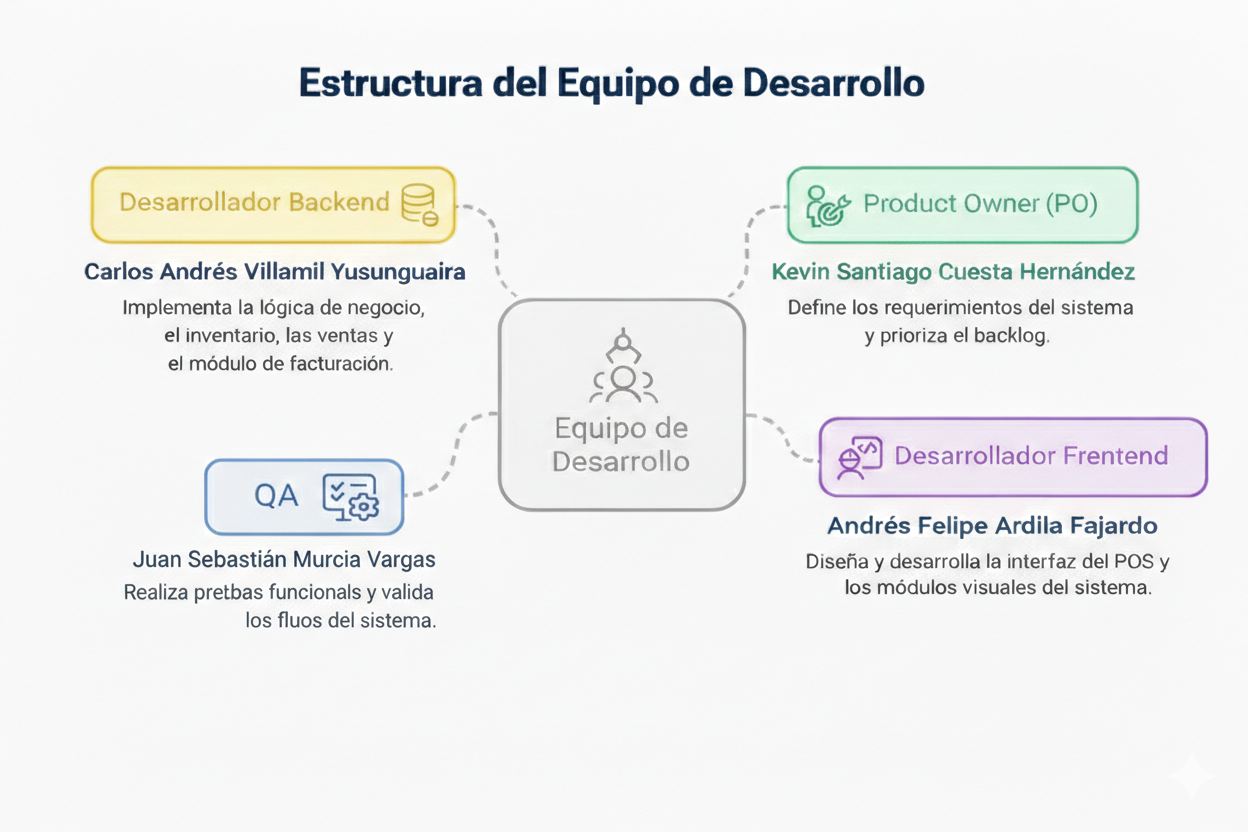 Estructura del Equipo de Desarrollo
Desarrollador Backend
Carlos Andrés Villamil Yusunguaira
Implementa la lógica de negocio,
el inventario, las ventas y
el módulo de facturación.
Product Owner (PO)
Kevin Santiago Cuesta Hernández
Define los requerimientos del sistema
y prioriza el backlog.
Equipo de
Desarrollo
QA
Juan Sebastián Murcia Vargas
Realiza pretbas funcionals y valida
los fluos del sistema.
Desarrollador Frentend
Andrés Felipe Ardila Fajardo
Diseña y desarrolla la interfaz del POS y
los módulos visuales del sistema.